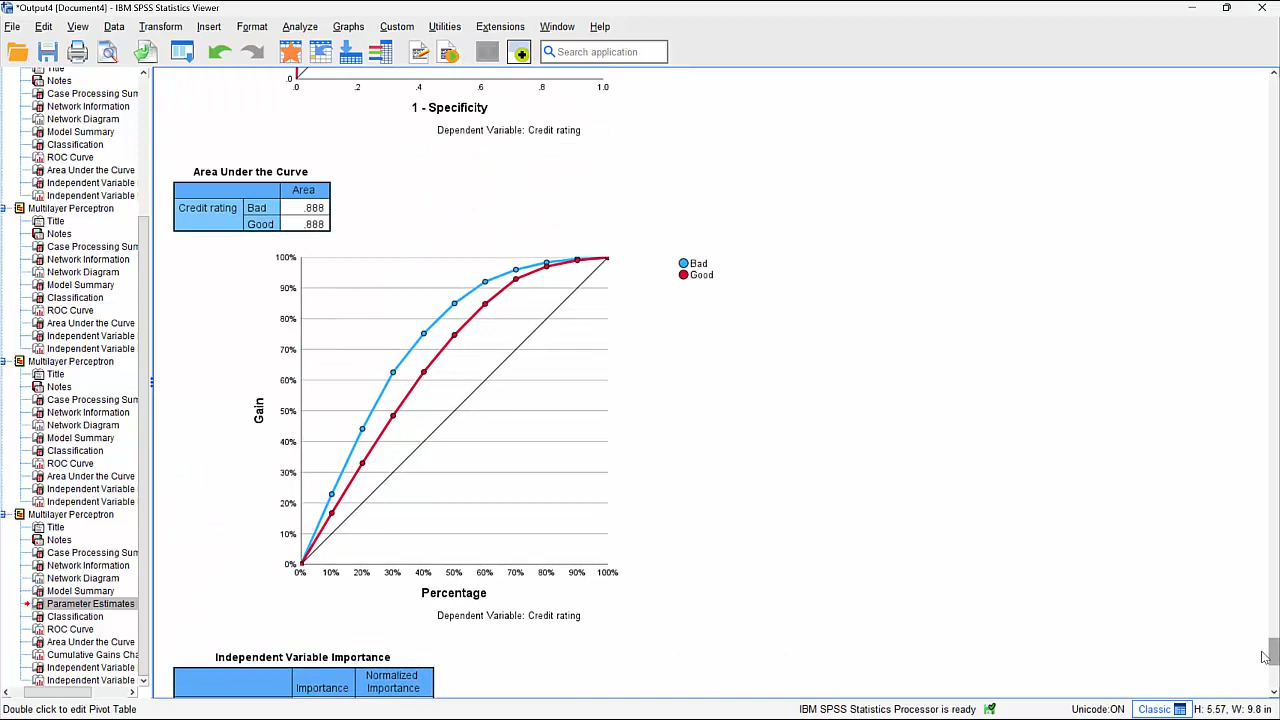 *Output4 [Document4] - IBM SPSS Statistics Viewer
File Edit View Data Transform Insert Format Analyze Graphs Custom Utilities Extensions Window Help
Search application
Title
Notes
Case Processing Sum
Network Information
Network Diagram
Model Summary
Classification
ROC Curve
Area Under the Curve
Independent Variable
Independent Variable
Multilayer Perceptron
Title
Notes
Case Processing Sum
Network Information
Network Diagram
Model Summary
Classification
ROC Curve
Area Under the Curve
Independent Variable
Independent Variable
Multilayer Perceptron
Title
Notes
Case Processing Sum
Network Information
Network Diagram
Model Summary
Classification
ROC Curve
Area Under the Curve
Independent Variable
Independent Variable
Multilayer Perceptron
Title
Notes
Case Processing Sum
Network Information
Network Diagram
Model Summary
Parameter Estimates
Classification
ROC Curve
Area Under the Curve
Cumulative Gains Cha
Independent Variable
Independent Variable
.0
.0 .2 .4 .6 .8 1.0
1 - Specificity
Dependent Variable: Credit rating
Area Under the Curve
Area
Credit rating Bad .888
Good .888
100%
90%
80%
70%
60%
50%
40%
30%
20%
10%
0%
Gain
0% 10% 20% 30% 40% 50% 60% 70% 80% 90% 100%
Percentage
Bad
Good
Dependent Variable: Credit rating
Independent Variable Importance
Importance Normalized Importance
Double click to edit Pivot Table
IBM SPSS Statistics Processor is ready
Unicode:ON
Classic
H: 5.57, W: 9.8 in